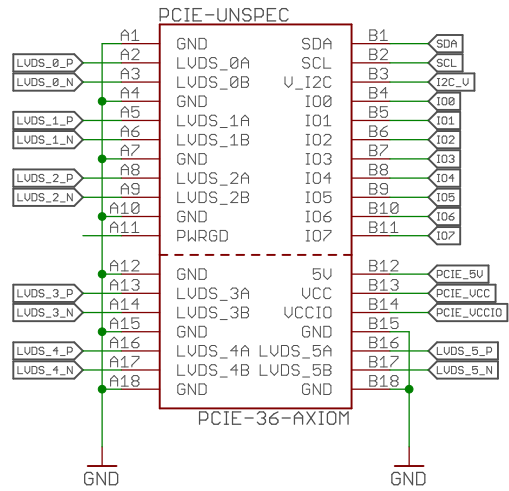 PCIE-UNSPEC
A1 GND SDA B1 SDA
LVDS_0_P A2 LVDS_0A SCL B2 SCL
LVDS_0_N A3 LVDS_0B V_I2C B3 I2C_V
A4 GND IO0 B4 IO0
LVDS_1_P A5 LVDS_1A IO1 B5 IO1
LVDS_1_N A6 LVDS_1B IO2 B6 IO2
A7 GND IO3 B7 IO3
LVDS_2_P A8 LVDS_2A IO4 B8 IO4
LVDS_2_N A9 LVDS_2B IO5 B9 IO5
A10 GND IO6 B10 IO6
A11 PWRGD IO7 B11 IO7
A12 GND 5V B12 PCIE_5V
LVDS_3_P A13 LVDS_3A VCC B13 PCIE_VCC
LVDS_3_N A14 LVDS_3B VCCIO B14 PCIE_VCCIO
A15 GND GND B15
LVDS_4_P A16 LVDS_4A LVDS_5A B16 LVDS_5_P
LVDS_4_N A17 LVDS_4B LVDS_5B B17 LVDS_5_N
A18 GND GND B18
PCIE-36-AXIOM
GND GND